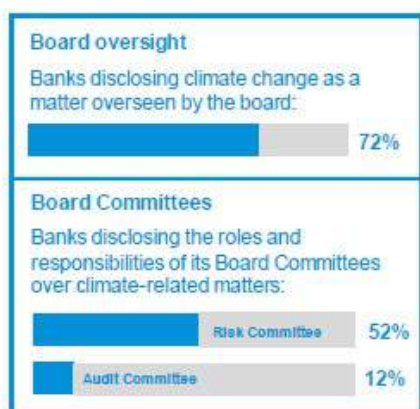 Board oversight
Banks disclosing climate change as a
matter overseen by the board:
72%
Board Committees
Banks disclosing the roles and
responsibilities of its Board Committees
over climate-related matters:
Risk Committee 52%
Audit Committee 12%